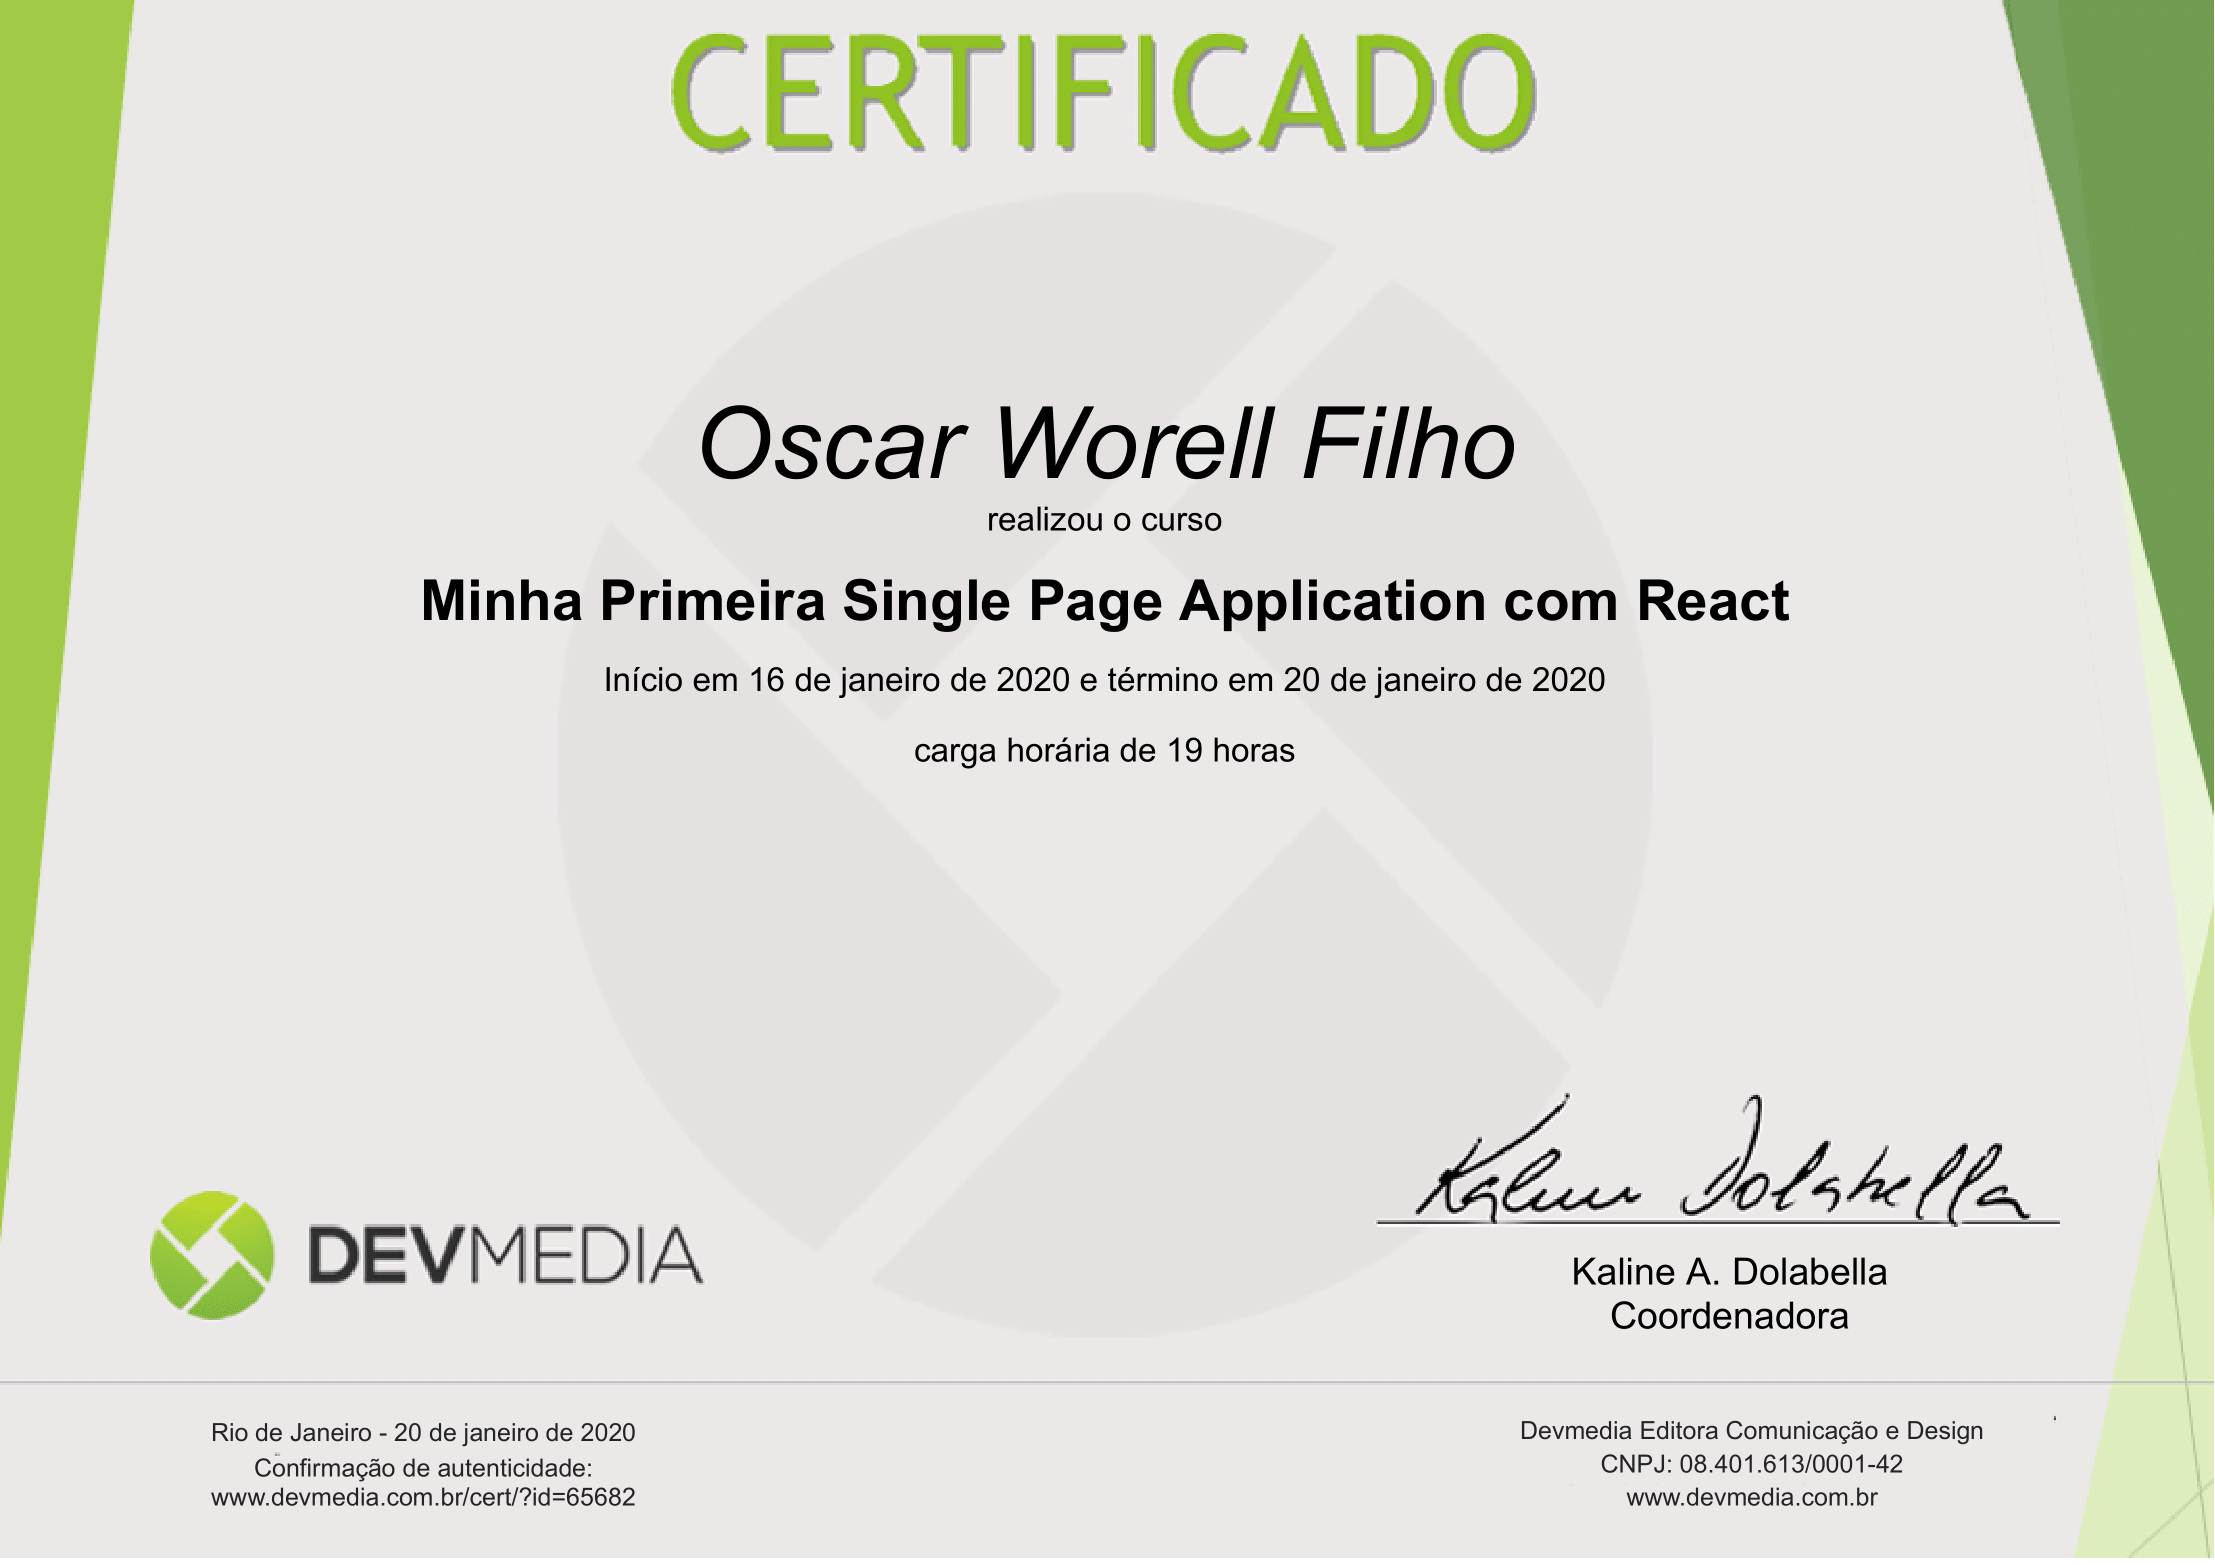 CERTIFICADO
Oscar Worell Filho
realizou o curso
Minha Primeira Single Page Application com React
Início em 16 de janeiro de 2020 e término em 20 de janeiro de 2020
carga horária de 19 horas
Kaline Dolabella
DEVMEDIA
Kaline A. Dolabella
Coordenadora
Rio de Janeiro - 20 de janeiro de 2020
Confirmação de autenticidade:
www.devmedia.com.br/cert/?id=65682
Devmedia Editora Comunicação e Design
CNPJ: 08.401.613/0001-42
www.devmedia.com.br